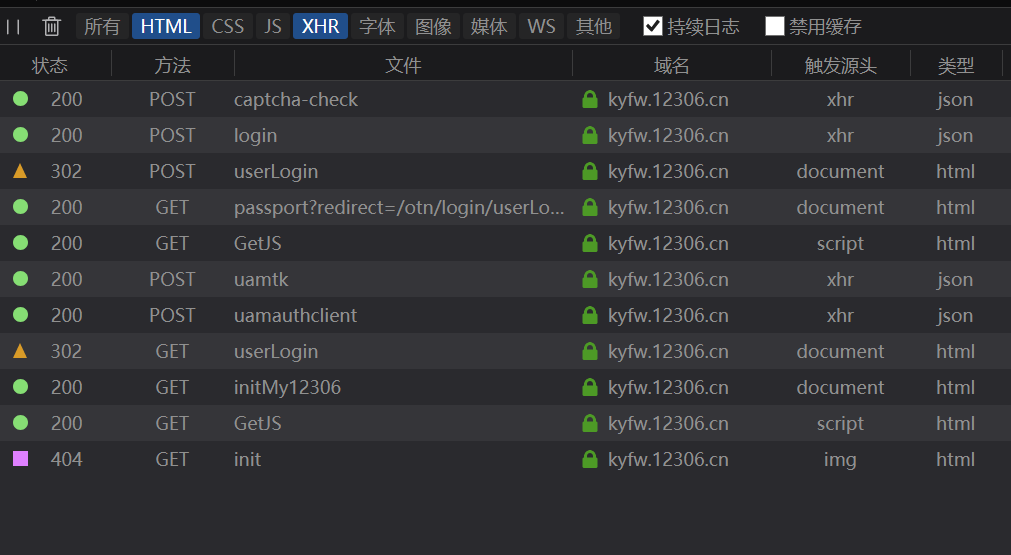 所有 HTML CSS JS XHR 字体 图像 媒体 WS 其他 持续日志 禁用缓存
状态 方法 文件 域名 触发源头 类型
200 POST captcha-check kyfw.12306.cn xhr json
200 POST login kyfw.12306.cn xhr json
302 POST userLogin kyfw.12306.cn document html
200 GET passport?redirect=/otn/login/userLo... kyfw.12306.cn document html
200 GET GetJS kyfw.12306.cn script html
200 POST uamtk kyfw.12306.cn xhr json
200 POST uamauthclient kyfw.12306.cn xhr json
302 GET userLogin kyfw.12306.cn document html
200 GET initMy12306 kyfw.12306.cn document html
200 GET GetJS kyfw.12306.cn script html
404 GET init kyfw.12306.cn img html